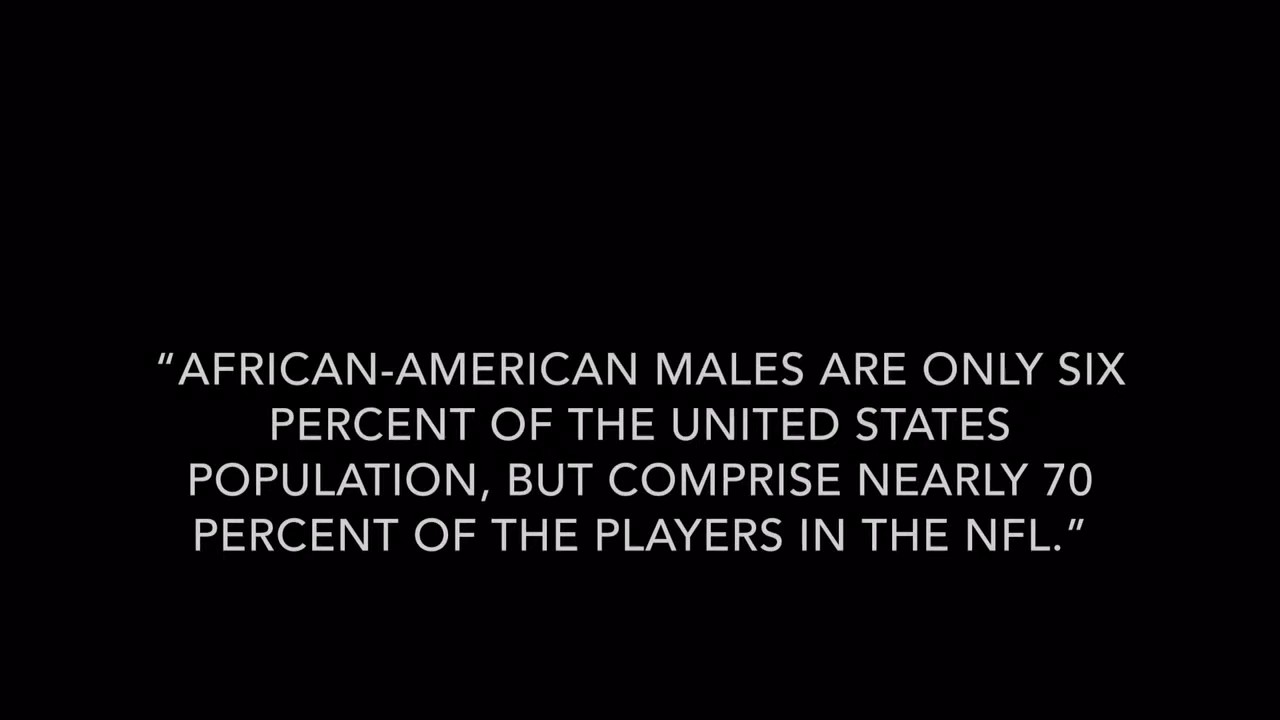 “AFRICAN-AMERICAN MALES ARE ONLY SIX
PERCENT OF THE UNITED STATES
POPULATION, BUT COMPRISE NEARLY 70
PERCENT OF THE PLAYERS IN THE NFL.”